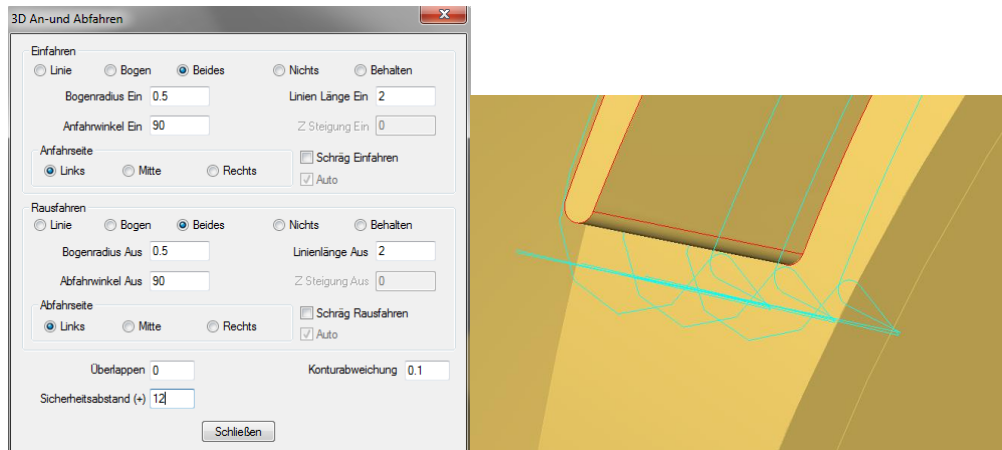 3D An-und Abfahren
Einfahren
Linie Bogen Beides Nichts Behalten
Bogenradius Ein 0.5 Linien Länge Ein 2
Anfahrwinkel Ein 90 Z Steigung Ein 0
Anfahrseite
Links Mitte Rechts
Schräg Einfahren
Auto
Rausfahren
Linie Bogen Beides Nichts Behalten
Bogenradius Aus 0.5 Linienlänge Aus 2
Abfahrwinkel Aus 90 Z Steigung Aus 0
Abfahrseite
Links Mitte Rechts
Schräg Rausfahren
Auto
Überlappen 0 Konturabweichung 0.1
Sicherheitsabstand (+) 12
Schließen